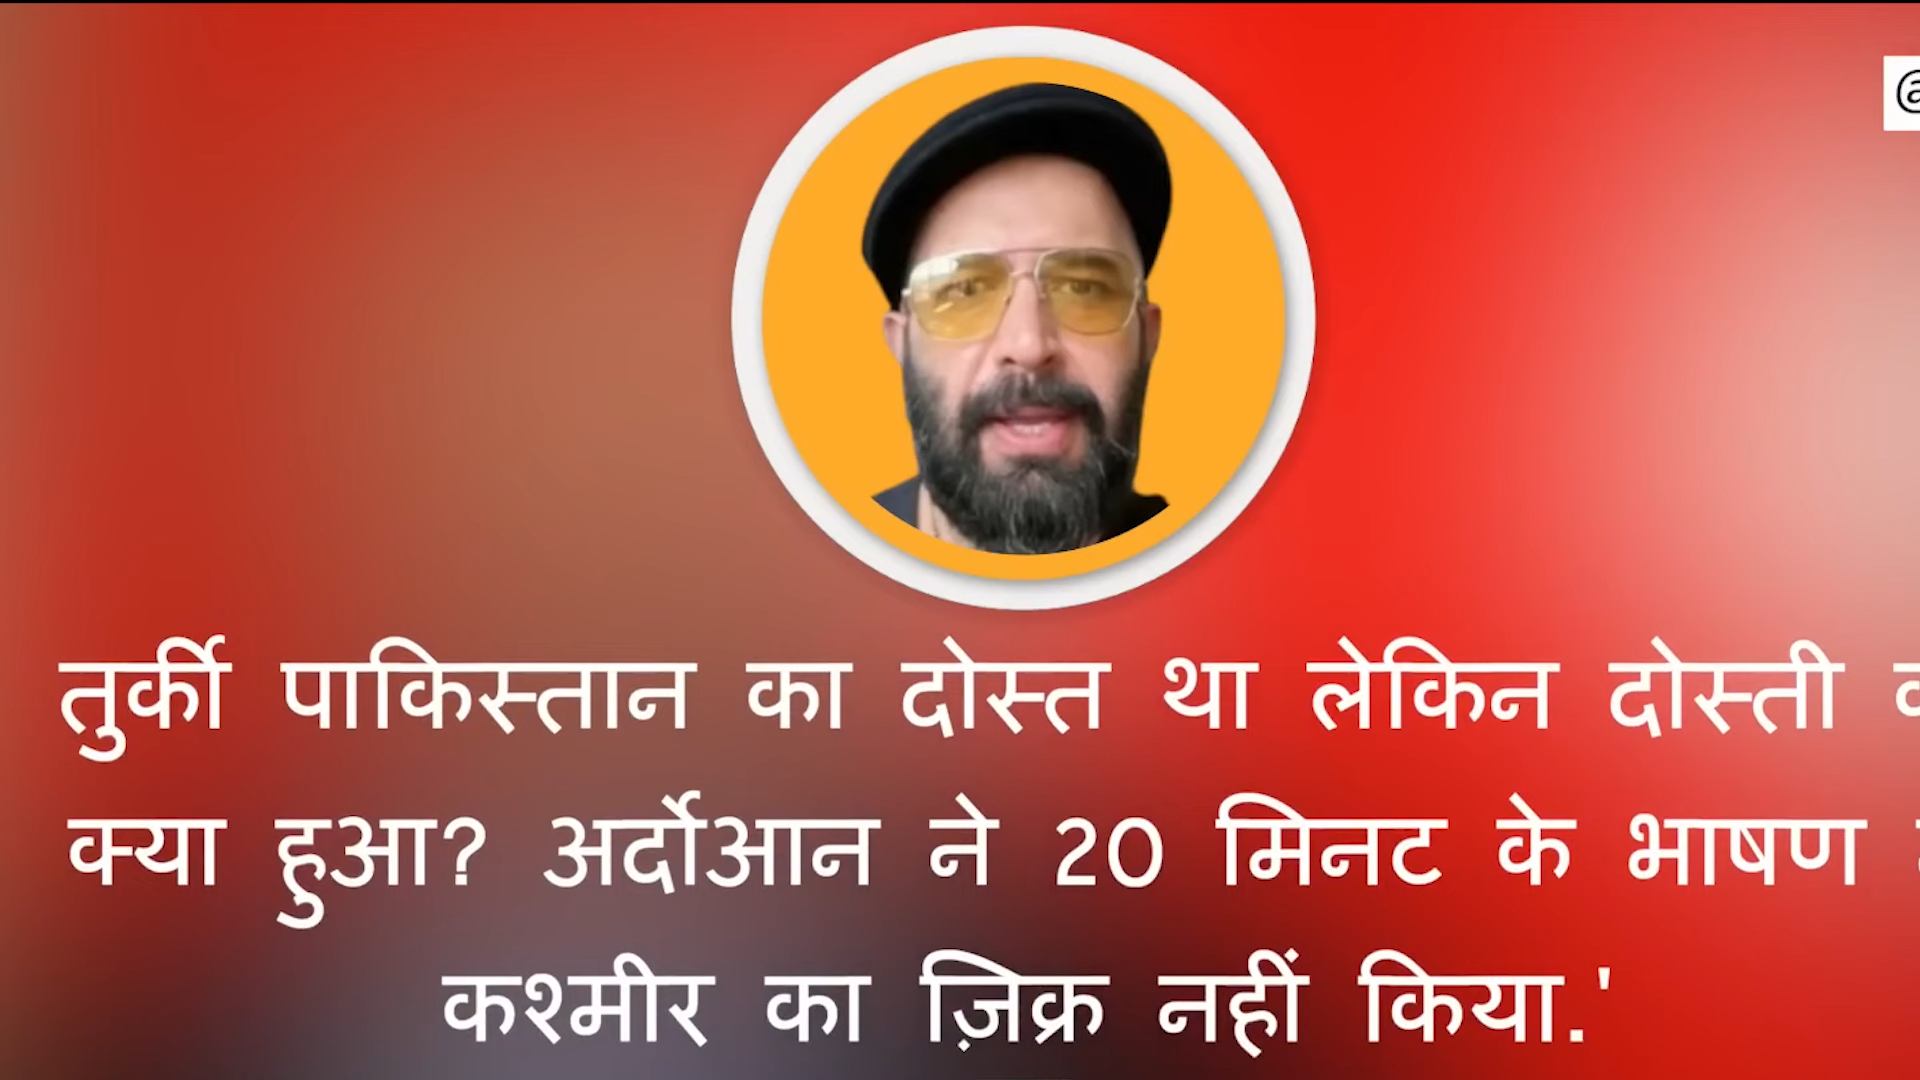 @
तुर्की पाकिस्तान का दोस्त था लेकिन दोस्ती
क्या हुआ? अर्दोआन ने 20 मिनट के भाषण
कश्मीर का ज़िक्र नहीं किया.'